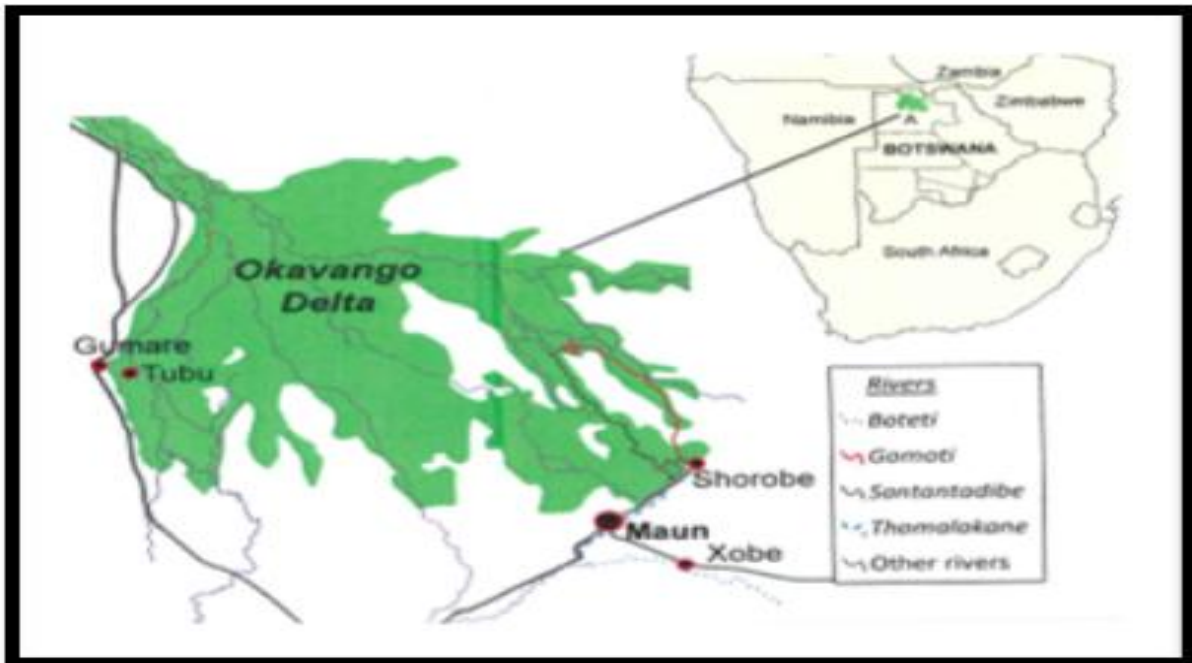 Zambia
Zimbabwe
Namibia
A
BOTSWANA
South Africa
Okavango
Delta
Gumare
Tubu
Shorobe
Maun
Xobe
Rivers
Boteti
Gomoti
Santantadibe
Thamalakane
Other rivers